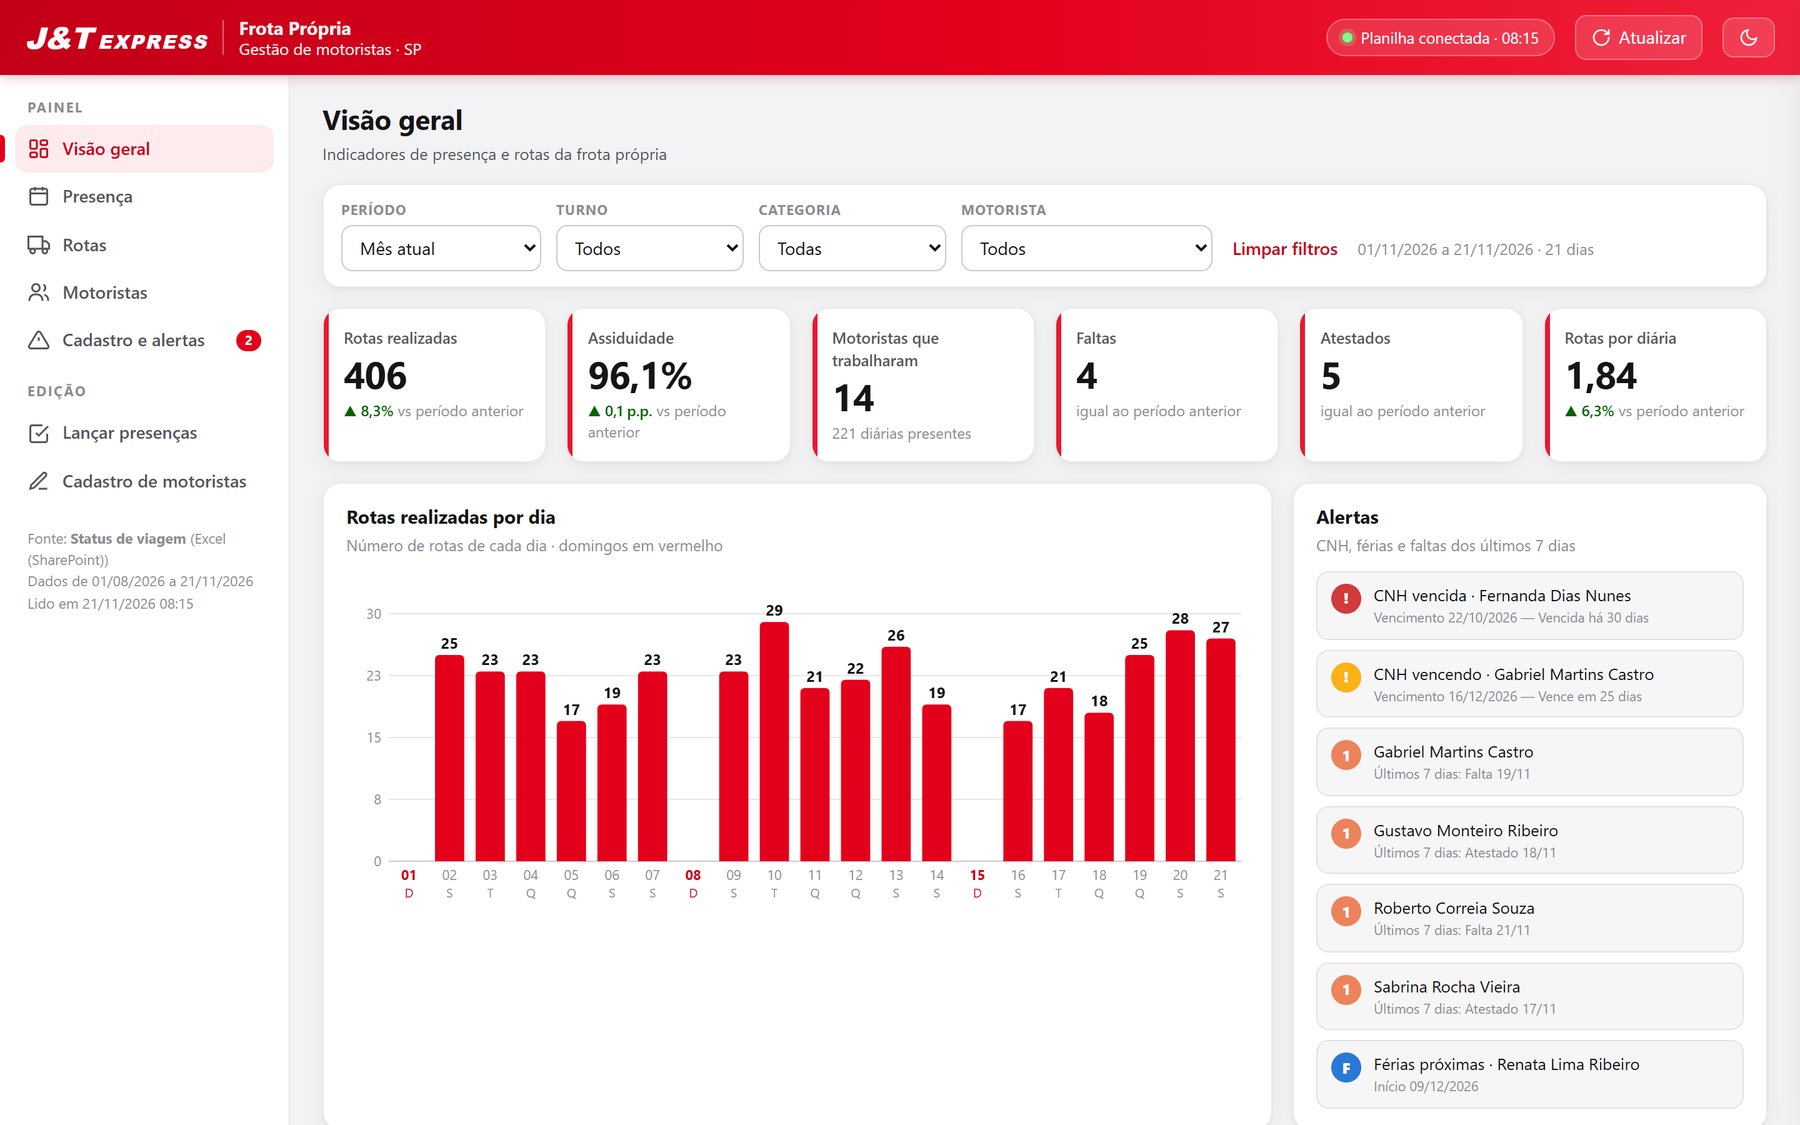 J&T EXPRESS
Frota Própria
Gestão de motoristas · SP
Planilha conectada · 08:15
Atualizar
PAINEL
Visão geral
Presença
Rotas
Motoristas
Cadastro e alertas 2
EDIÇÃO
Lançar presenças
Cadastro de motoristas
Fonte: Status de viagem (Excel
(SharePoint))
Dados de 01/08/2026 a 21/11/2026
Lido em 21/11/2026 08:15
Visão geral
Indicadores de presença e rotas da frota própria
PERÍODO TURNO CATEGORIA MOTORISTA
Mês atual Todos Todas Todos Limpar filtros 01/11/2026 a 21/11/2026 · 21 dias
Rotas realizadas
406
▲ 8,3% vs período anterior
Assiduidade
96,1%
▲ 0,1 p.p. vs período
anterior
Motoristas que
trabalharam
14
221 diárias presentes
Faltas
4
igual ao período anterior
Atestados
5
igual ao período anterior
Rotas por diária
1,84
▲ 6,3% vs período anterior
Rotas realizadas por dia
Número de rotas de cada dia · domingos em vermelho
30
23
15
8
0
25 23 23 17 19 23 23 29 21 22 26 19 17 21 18 25 28 27
01 02 03 04 05 06 07 08 09 10 11 12 13 14 15 16 17 18 19 20 21
D S T Q Q S S D S T Q Q S S D S T Q Q S S
Alertas
CNH, férias e faltas dos últimos 7 dias
! CNH vencida · Fernanda Dias Nunes
Vencimento 22/10/2026 — Vencida há 30 dias
! CNH vencendo · Gabriel Martins Castro
Vencimento 16/12/2026 — Vence em 25 dias
1 Gabriel Martins Castro
Últimos 7 dias: Falta 19/11
1 Gustavo Monteiro Ribeiro
Últimos 7 dias: Atestado 18/11
1 Roberto Correia Souza
Últimos 7 dias: Falta 21/11
1 Sabrina Rocha Vieira
Últimos 7 dias: Atestado 17/11
F Férias próximas · Renata Lima Ribeiro
Início 09/12/2026